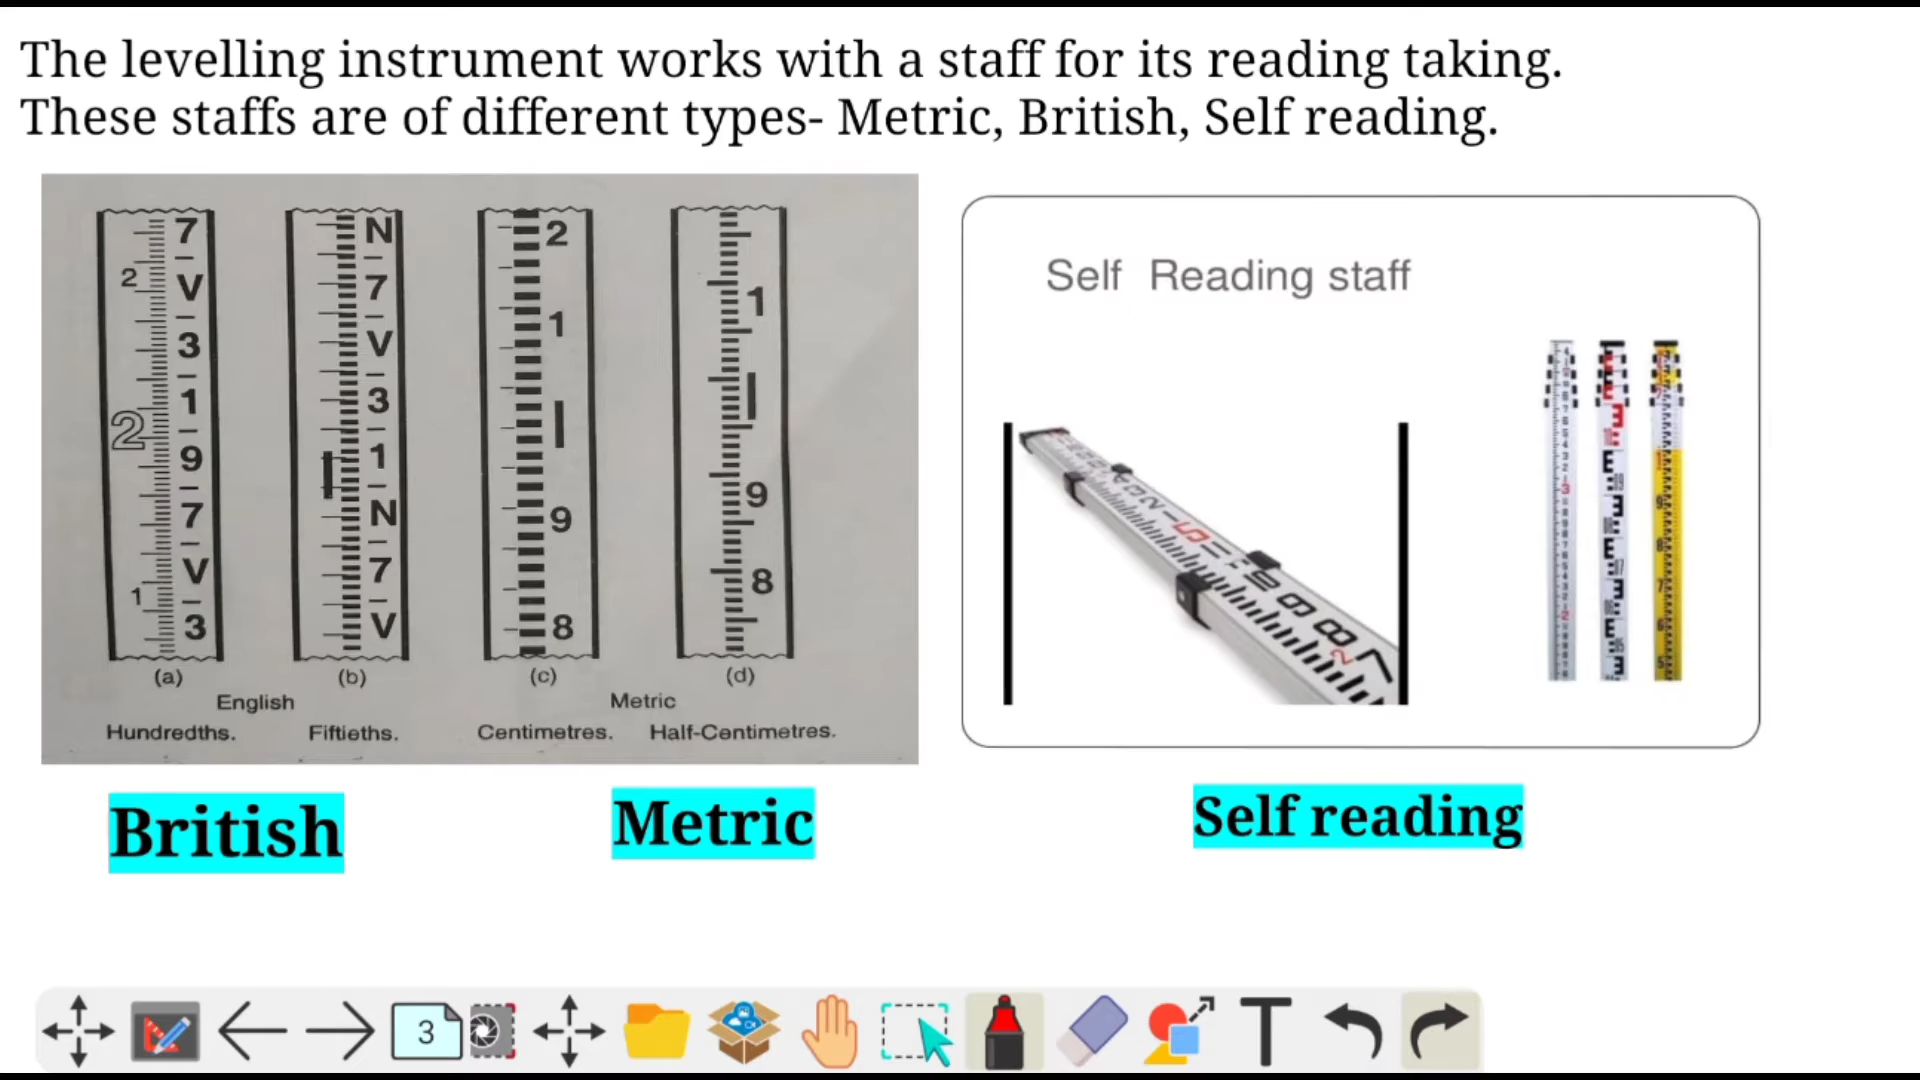 The levelling instrument works with a staff for its reading taking.
These staffs are of different types- Metric, British, Self reading.
7
2
V
3
1
2
9
7
V
1
3
N
7
V
3
1
N
7
V
2
1
9
8
1
9
8
(a) (b) (c) (d)
English Metric
Hundredths. Fiftieths. Centimetres. Half-Centimetres.
Self Reading staff
British Metric Self reading
3